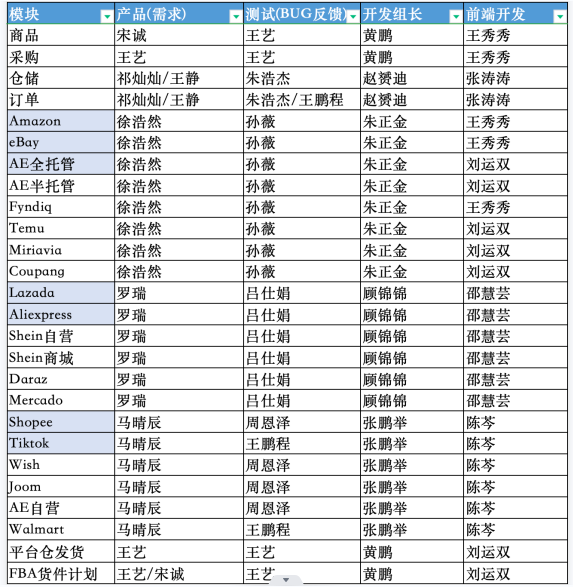 模块 产品(需求) 测试(BUG反馈) 开发组长 前端开发
商品 宋诚 王艺 黄鹏 王秀秀
采购 王艺 王艺 黄鹏 王秀秀
仓储 祁灿灿/王静 朱浩杰 赵赟迪 张涛涛
订单 祁灿灿/王静 朱浩杰/王鹏程 赵赟迪 张涛涛
Amazon 徐浩然 孙薇 朱正金 王秀秀
eBay 徐浩然 孙薇 朱正金 王秀秀
AE全托管 徐浩然 孙薇 朱正金 刘运双
AE半托管 徐浩然 孙薇 朱正金 刘运双
Fyndiq 徐浩然 孙薇 朱正金 王秀秀
Temu 徐浩然 孙薇 朱正金 刘运双
Miriavia 徐浩然 孙薇 朱正金 刘运双
Coupang 徐浩然 孙薇 朱正金 刘运双
Lazada 罗瑞 吕仕娟 顾锦锦 邵慧芸
Aliexpress 罗瑞 吕仕娟 顾锦锦 邵慧芸
Shein自营 罗瑞 吕仕娟 顾锦锦 邵慧芸
Shein商城 罗瑞 吕仕娟 顾锦锦 邵慧芸
Daraz 罗瑞 吕仕娟 顾锦锦 邵慧芸
Mercado 罗瑞 吕仕娟 顾锦锦 邵慧芸
Shopee 马晴辰 周恩泽 张鹏举 陈芩
Tiktok 马晴辰 王鹏程 张鹏举 陈芩
Wish 马晴辰 周恩泽 张鹏举 陈芩
Joom 马晴辰 周恩泽 张鹏举 陈芩
AE自营 马晴辰 周恩泽 张鹏举 陈芩
Walmart 马晴辰 王鹏程 张鹏举 陈芩
平台仓发货 王艺 王艺 黄鹏 刘运双
FBA货件计划 王艺/宋诚 王艺 黄鹏 刘运双